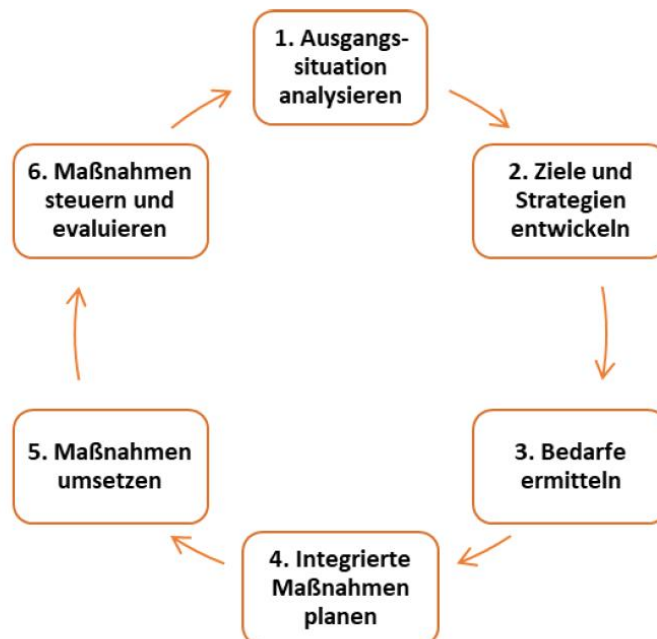 1. Ausgangs-
situation
analysieren
2. Ziele und
Strategien
entwickeln
3. Bedarfe
ermitteln
4. Integrierte
Maßnahmen
planen
5. Maßnahmen
umsetzen
6. Maßnahmen
steuern und
evaluieren